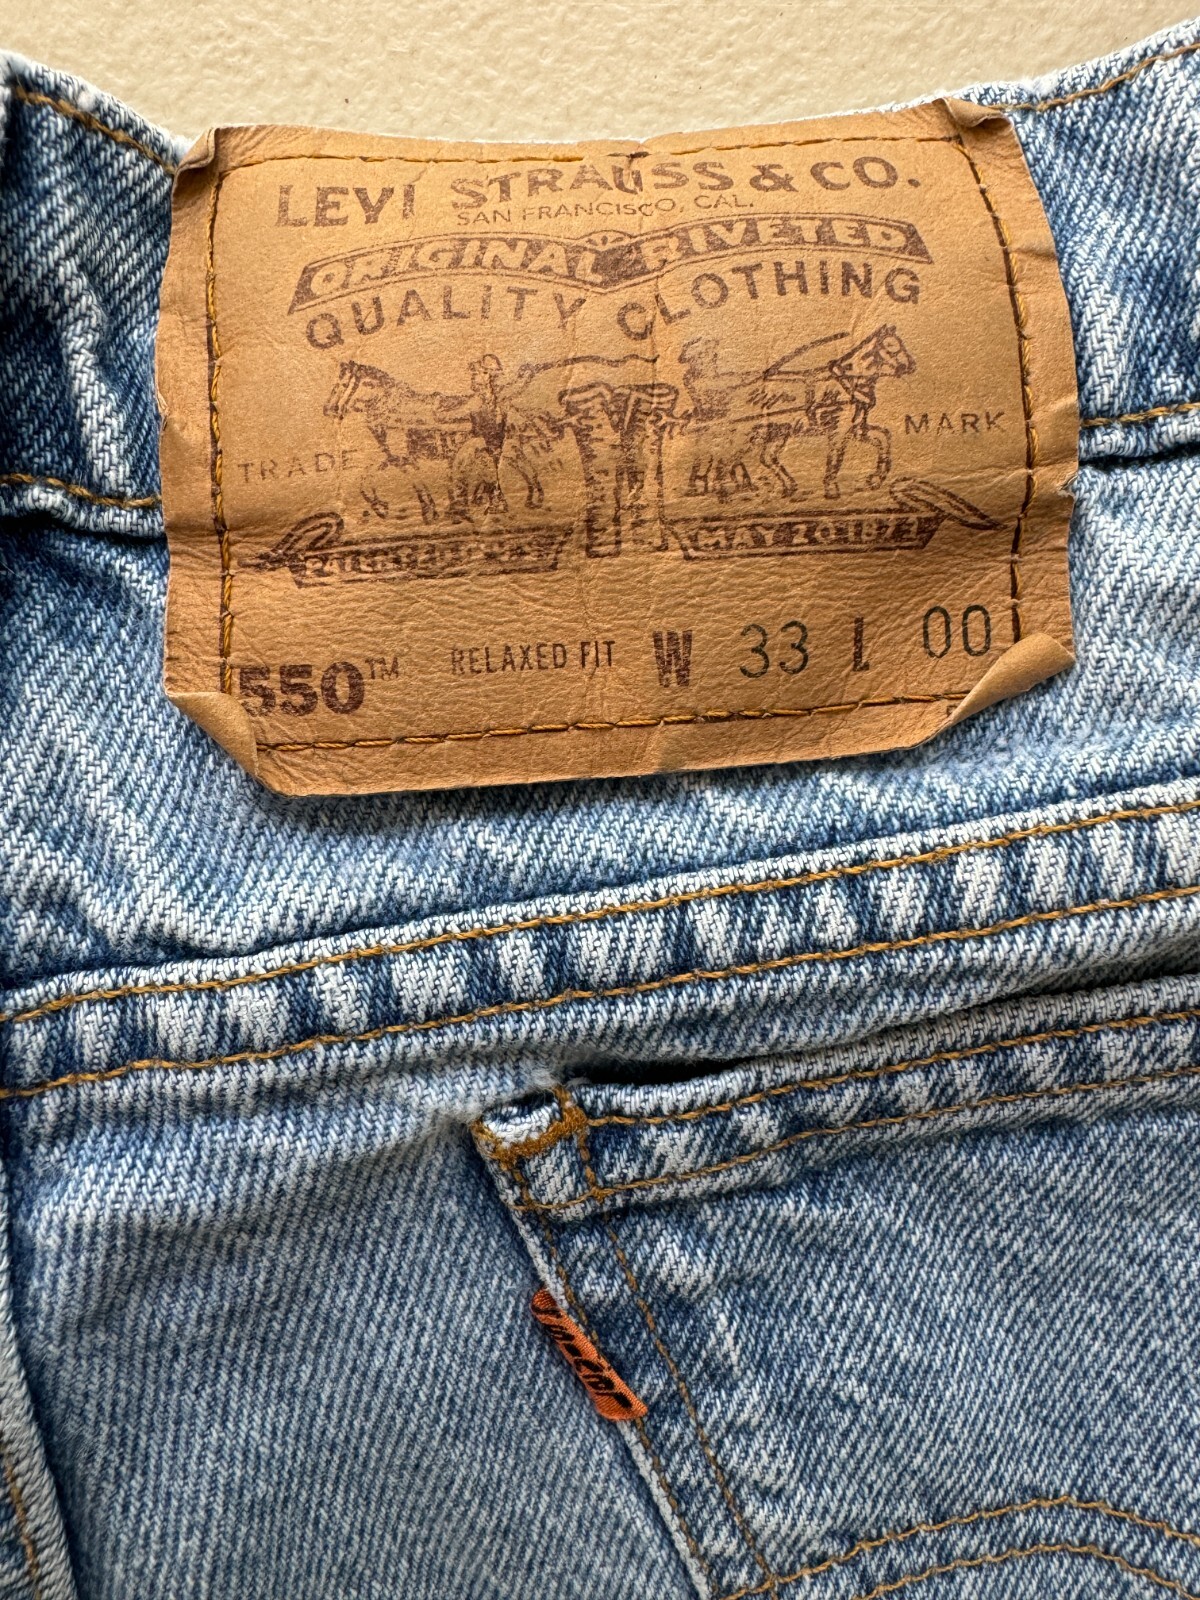 LEVI STRAUSS & CO.
SAN FRANCISCO, CAL.
ORIGINAL RIVETED
QUALITY CLOTHING
TRADE MARK
MAY 20 1873
550™ RELAXED FIT W 33 L 00